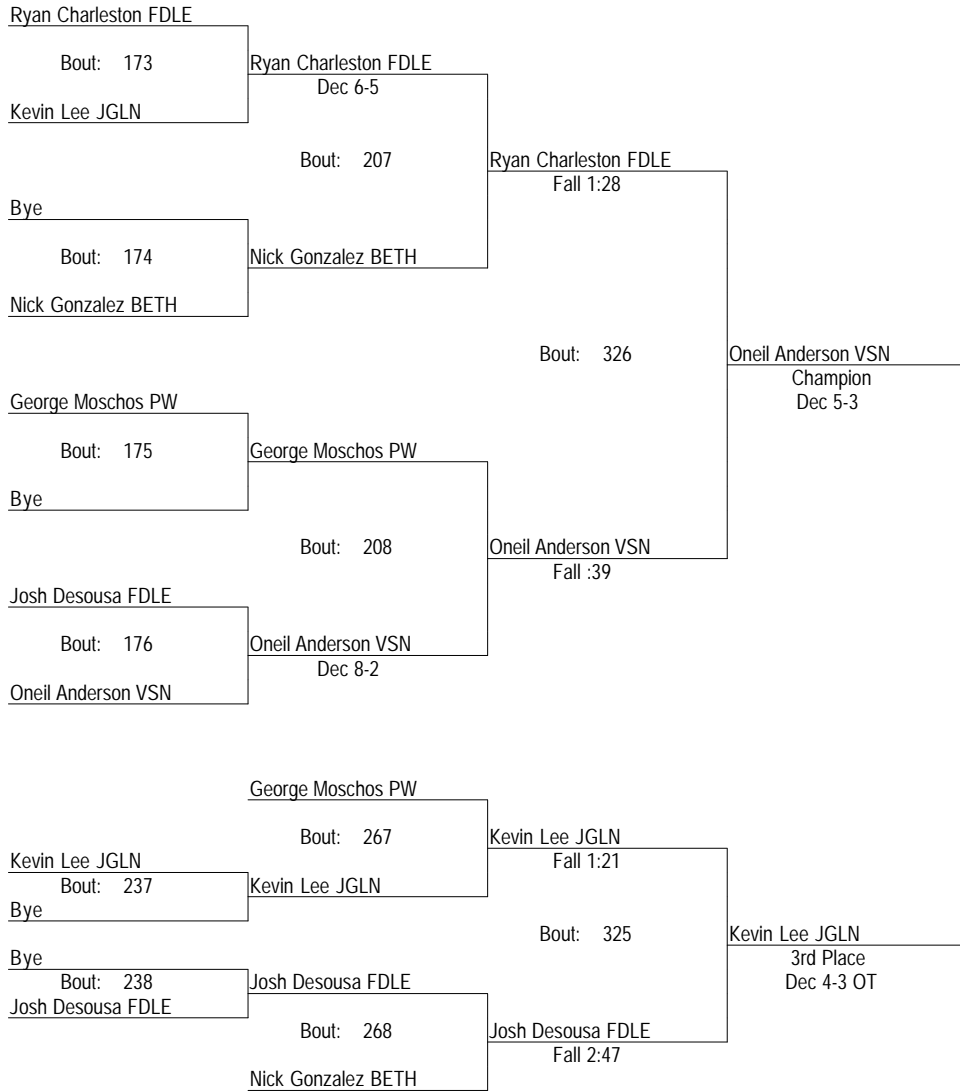 Ryan Charleston FDLE
Bout: 173
Ryan Charleston FDLE
Dec 6-5
Kevin Lee JGLN
Bout: 207
Ryan Charleston FDLE
Fall 1:28
Bye
Bout: 174
Nick Gonzalez BETH
Nick Gonzalez BETH
Bout: 326
Oneil Anderson VSN
Champion
Dec 5-3
George Moschos PW
Bout: 175
George Moschos PW
Bye
Bout: 208
Oneil Anderson VSN
Fall :39
Josh Desousa FDLE
Bout: 176
Oneil Anderson VSN
Dec 8-2
Oneil Anderson VSN
George Moschos PW
Bout: 267
Kevin Lee JGLN
Fall 1:21
Kevin Lee JGLN
Bout: 237
Kevin Lee JGLN
Bye
Bout: 325
Kevin Lee JGLN
3rd Place
Dec 4-3 OT
Bye
Bout: 238
Josh Desousa FDLE
Josh Desousa FDLE
Bout: 268
Josh Desousa FDLE
Fall 2:47
Nick Gonzalez BETH